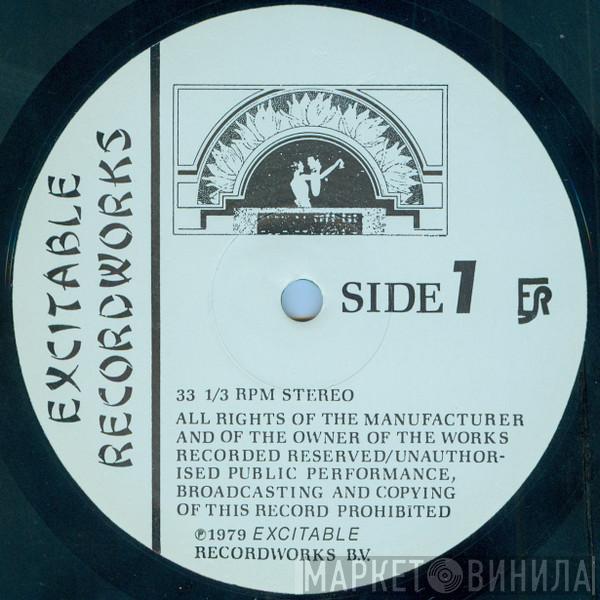 EXCITABLE
RECORDWORKS
SIDE 1
ESR
33 1/3 RPM STEREO
ALL RIGHTS OF THE MANUFACTURER
AND OF THE OWNER OF THE WORKS
RECORDED RESERVED/UNAUTHOR-
ISED PUBLIC PERFORMANCE,
BROADCASTING AND COPYING
OF THIS RECORD PROHIBITED
℗1979 EXCITABLE
RECORDWORKS B.V.
МАРКЕТ ВИНИЛА